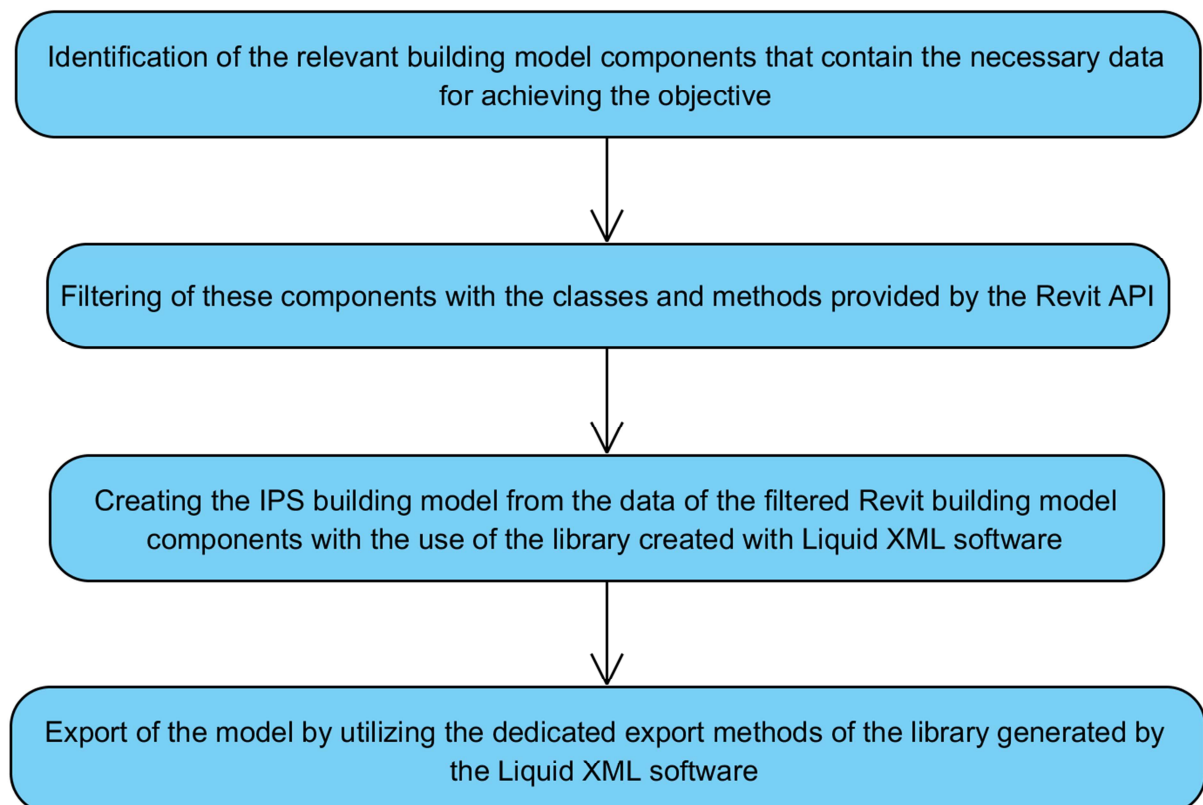 Identification of the relevant building model components that contain the necessary data
for achieving the objective
Filtering of these components with the classes and methods provided by the Revit API
Creating the IPS building model from the data of the filtered Revit building model
components with the use of the library created with Liquid XML software
Export of the model by utilizing the dedicated export methods of the library generated by
the Liquid XML software